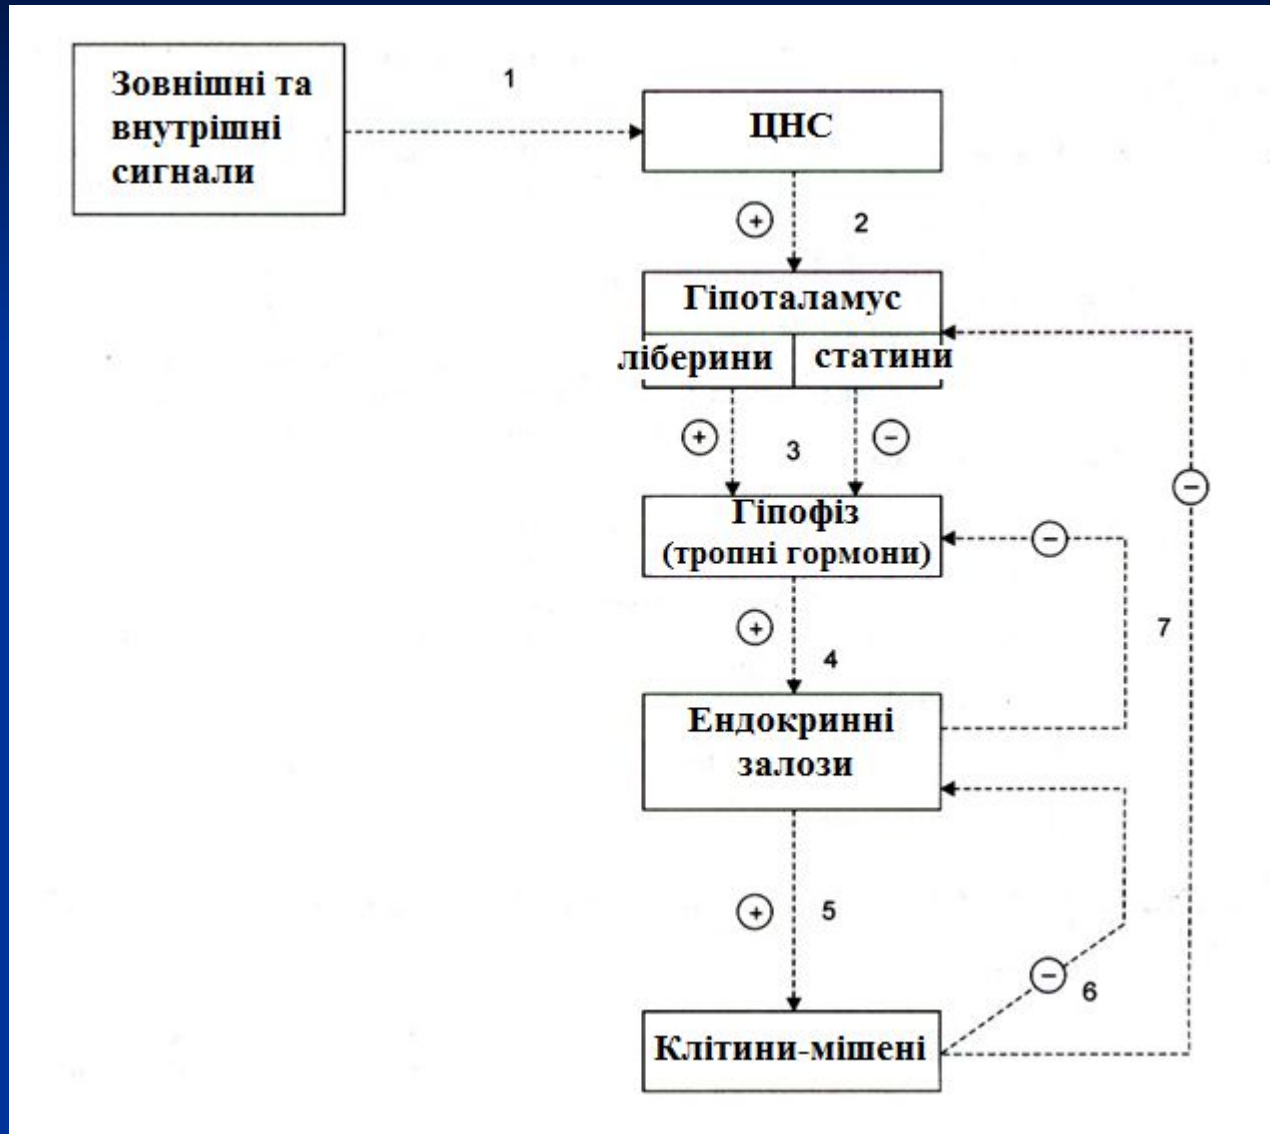 Зовнішні та
внутрішні
сигнали
1
ЦНС
+
2
Гіпоталамус
ліберини статини
+ 3 −
−
Гіпофіз
(тропні гормони)
−
+
4
7
Ендокринні
залози
+ 5
− 6
Клітини-мішені